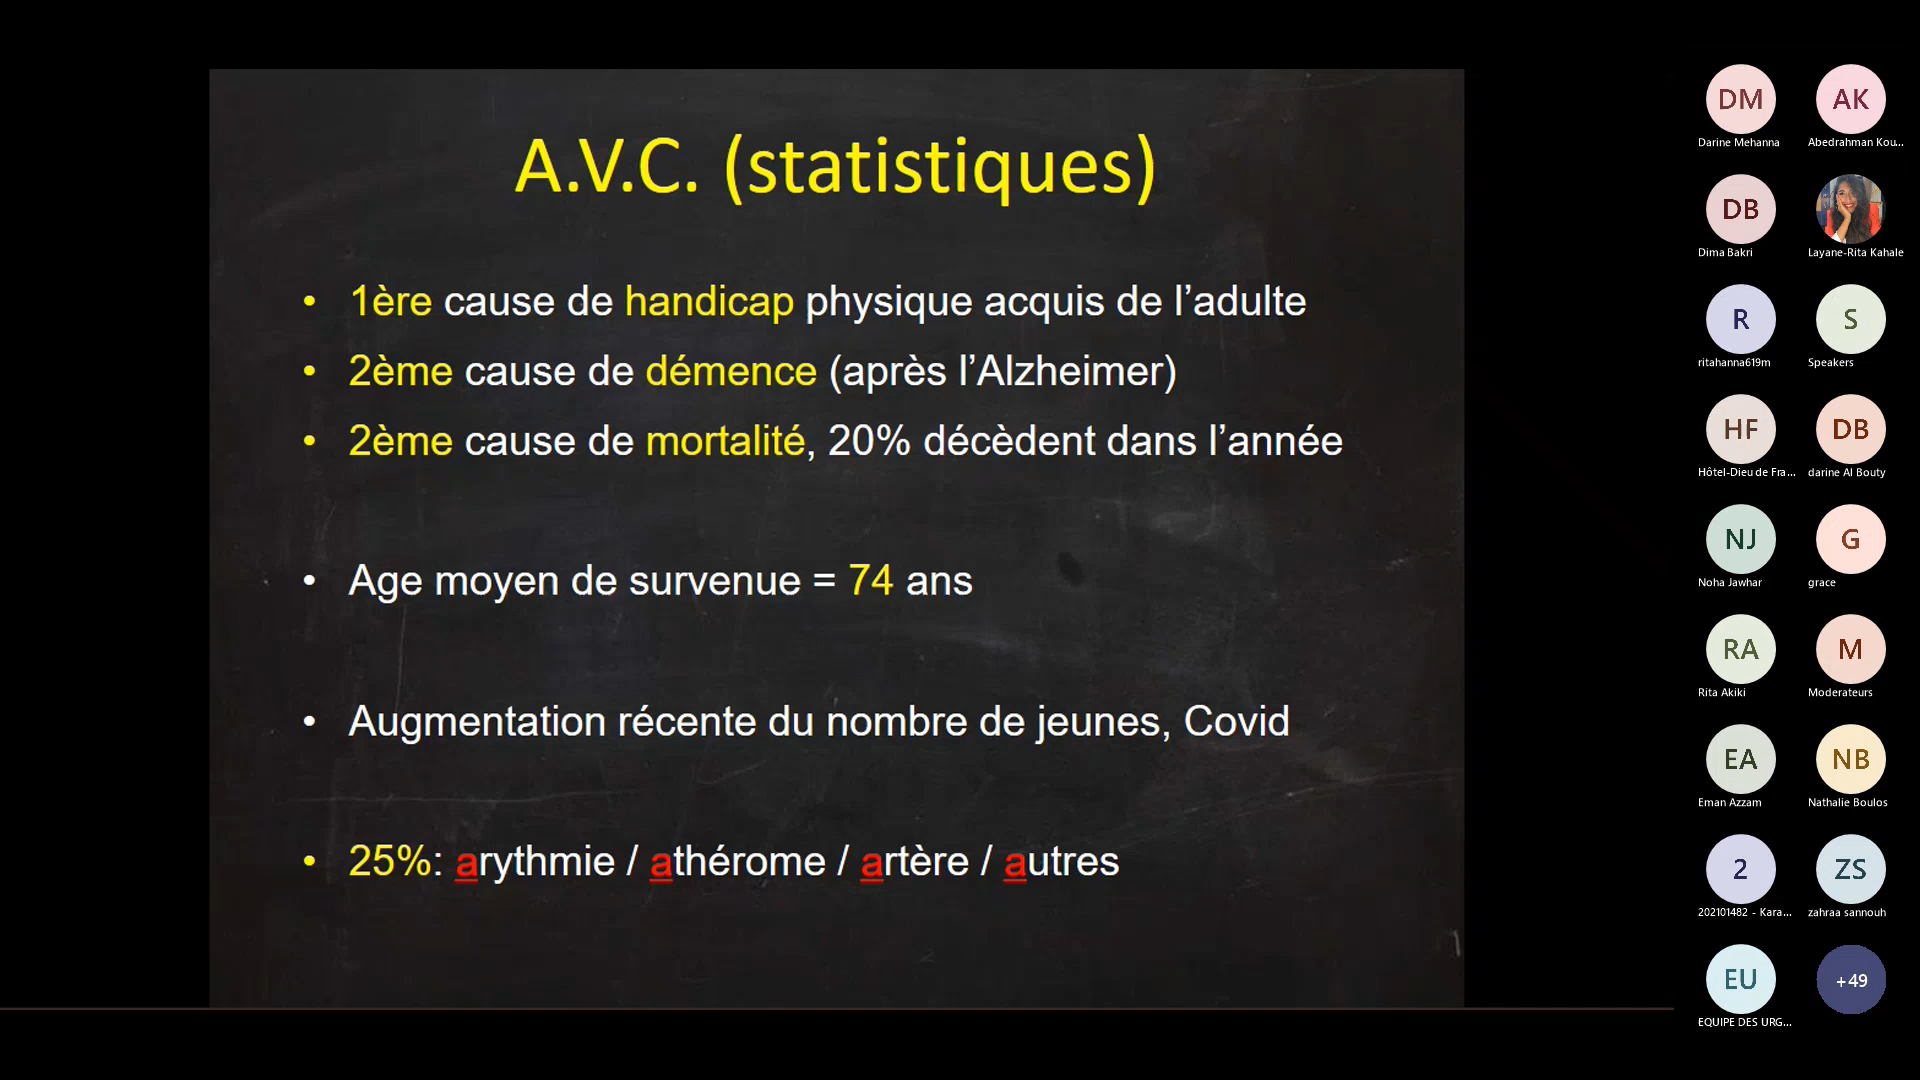 A.V.C. (statistiques)
• 1ère cause de handicap physique acquis de l’adulte
• 2ème cause de démence (après l’Alzheimer)
• 2ème cause de mortalité, 20% décèdent dans l’année
• Age moyen de survenue = 74 ans
• Augmentation récente du nombre de jeunes, Covid
• 25%: arythmie / athérome / artère / autres
DM AK
Darine Mehanna Abedrahman Kou...
DB
Dima Bakri Layane-Rita Kahale
R S
ritahanna619m Speakers
HF DB
Hôtel-Dieu de Fra... darine Al Bouty
NJ G
Noha Jawhar grace
RA M
Rita Akiki Moderateurs
EA NB
Eman Azzam Nathalie Boulos
2 ZS
202101482 - Kara... zahraa sannouh
EU +49
EQUIPE DES URG...